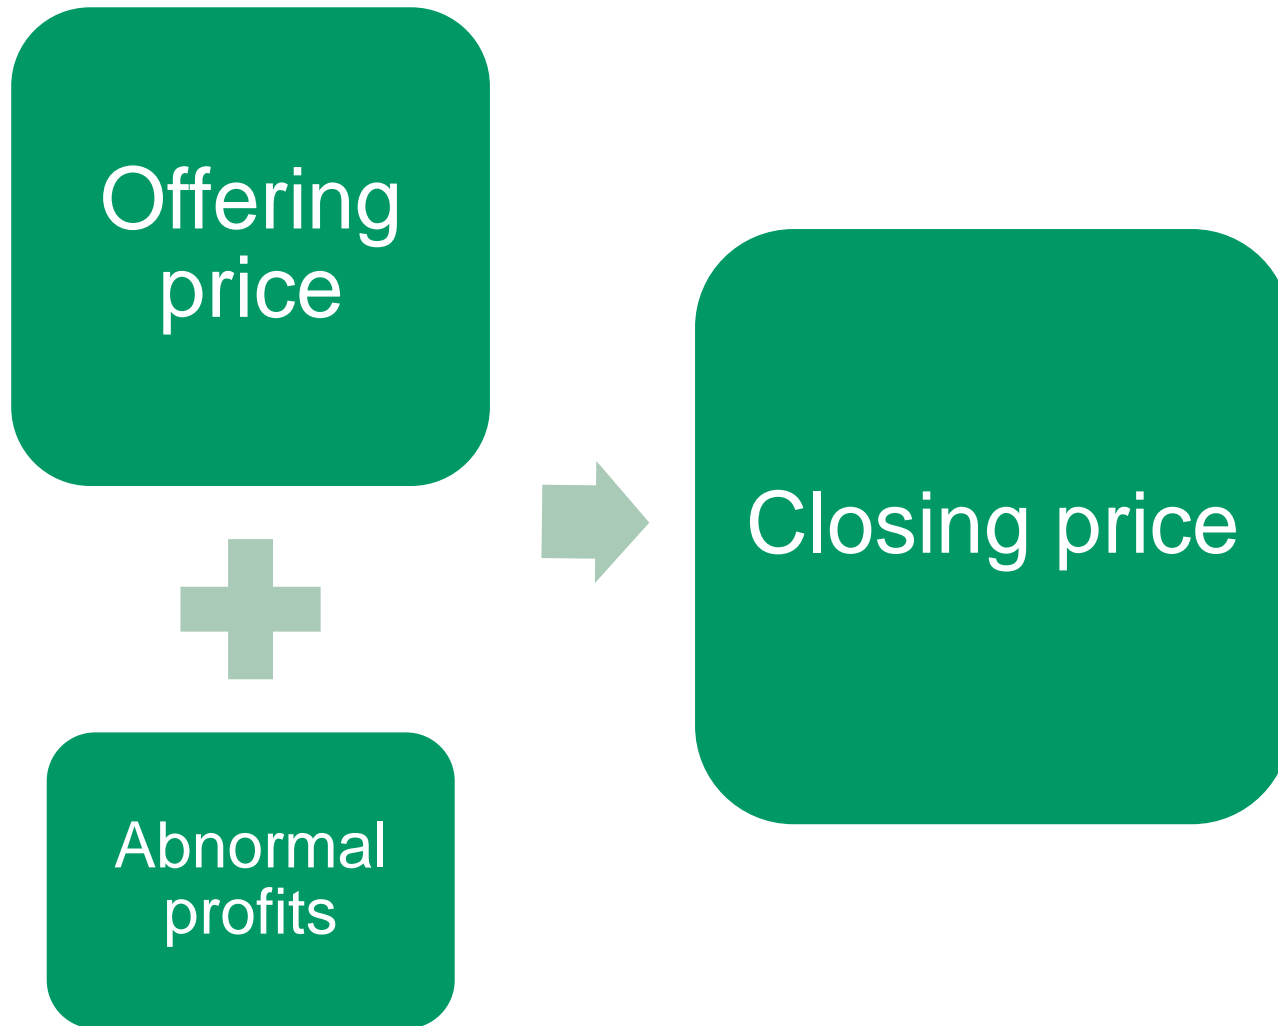 Offering
price
Closing price
Abnormal
profits